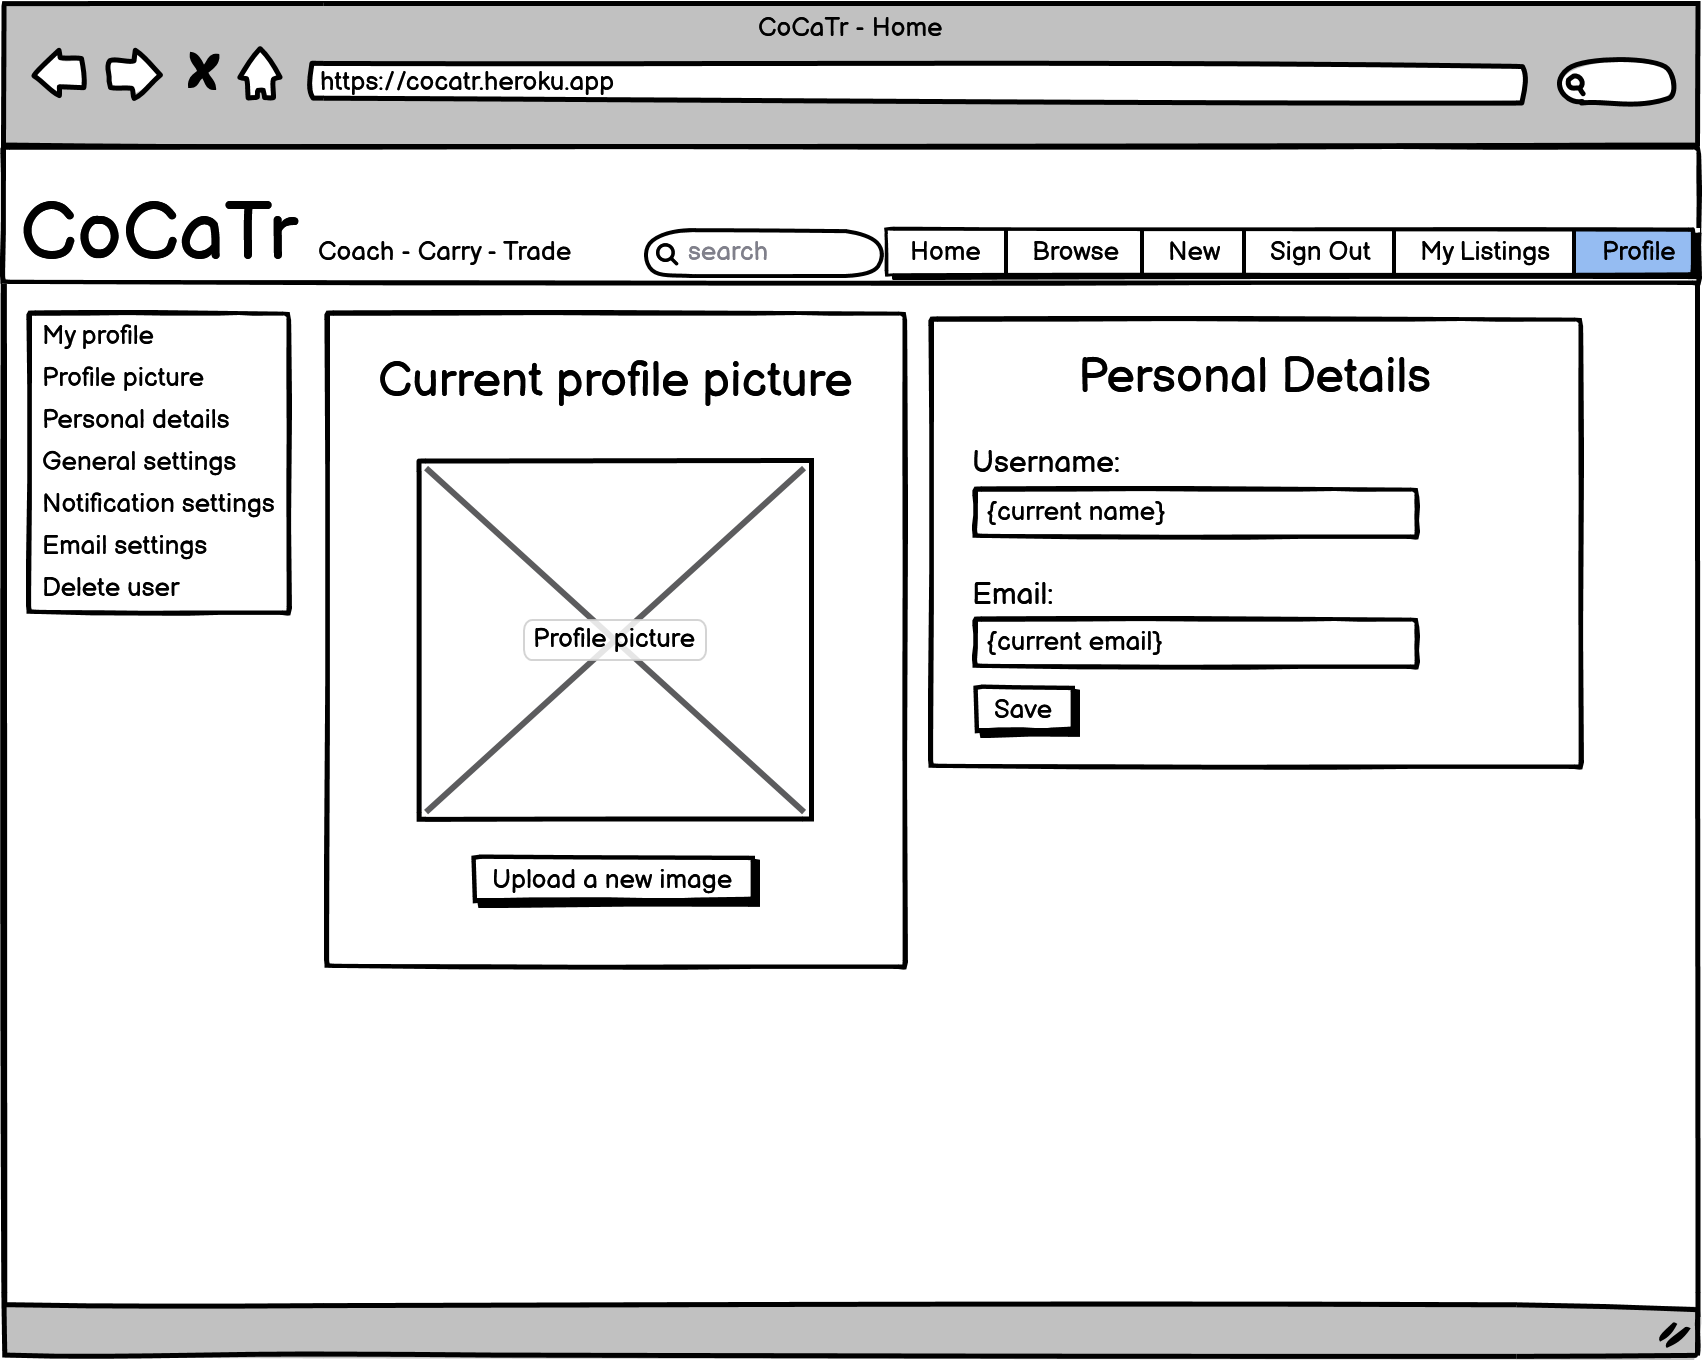 CoCaTr - Home
https://cocatr.heroku.app
CoCaTr
Coach - Carry - Trade
search
Home
Browse
New
Sign Out
My Listings
Profile
My profile
Profile picture
Personal details
General settings
Notification settings
Email settings
Delete user
Current profile picture
Profile picture
Upload a new image
Personal Details
Username:
{current name}
Email:
{current email}
Save